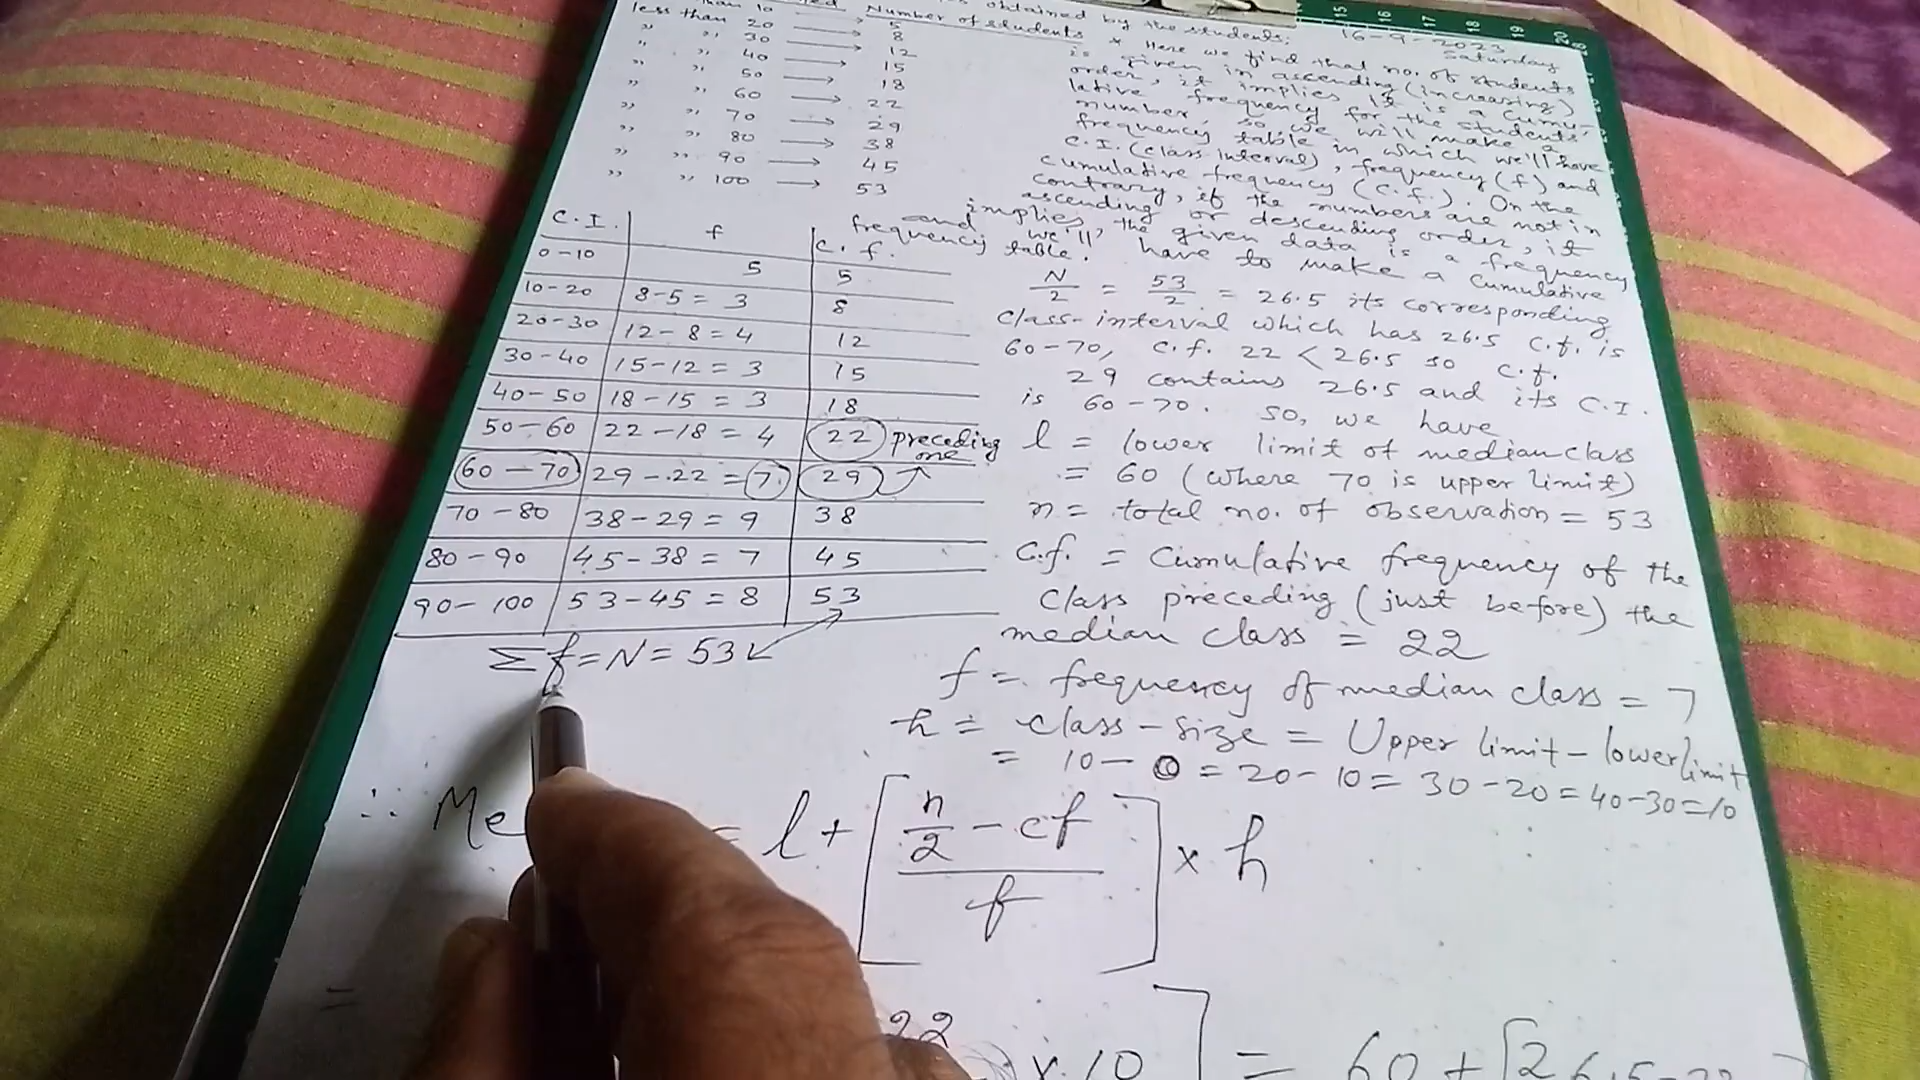 obtained by the students.
16-9-2023
Saturday
Number of students
less than 20 → 8
" " 30 → 12
" " 40 → 15
" " 50 → 18
" " 60 → 22
" " 70 → 29
" " 80 → 38
" " 90 → 45
" " 100 → 53
* Here we find that no. of students
is given in ascending (increasing)
order, it implies it is a cumu-
lative frequency for the students
number, so we will make a
frequency table in which we'll have
C.I. (class interval), frequency (f) and
cumulative frequency (c.f.). On the
contrary, if the numbers are not in
ascending or descending order, it
implies, the given data is a frequency
and we'll have to make a cumulative
frequency table.
C.I. f c.f.
0-10 5 5
10-20 8-5 = 3 8
20-30 12-8 = 4 12
30-40 15-12 = 3 15
40-50 18-15 = 3 18
50-60 22-18 = 4 22 preceding one
60-70 29-22 = 7 29
70-80 38-29 = 9 38
80-90 45-38 = 7 45
90-100 53-45 = 8 53
Σf = N = 53
N/2 = 53/2 = 26.5 its corresponding
class-interval which has 26.5 c.f. is
60-70, c.f. 22 < 26.5 so c.f.
29 contains 26.5 and its C.I.
is 60-70. so, we have
l = lower limit of median class
= 60 (where 70 is upper limit)
n = total no. of observation = 53
c.f. = Cumulative frequency of the
class preceding (just before) the
median class = 22
f = frequency of median class = 7
h = class-size = Upper limit - lower limit
= 10-0 = 20-10 = 30-20 = 40-30 = 10
∴ Me = l + [n/2 - cf / f] × h
= 22 ] × 10 = 60 + [26.5-22